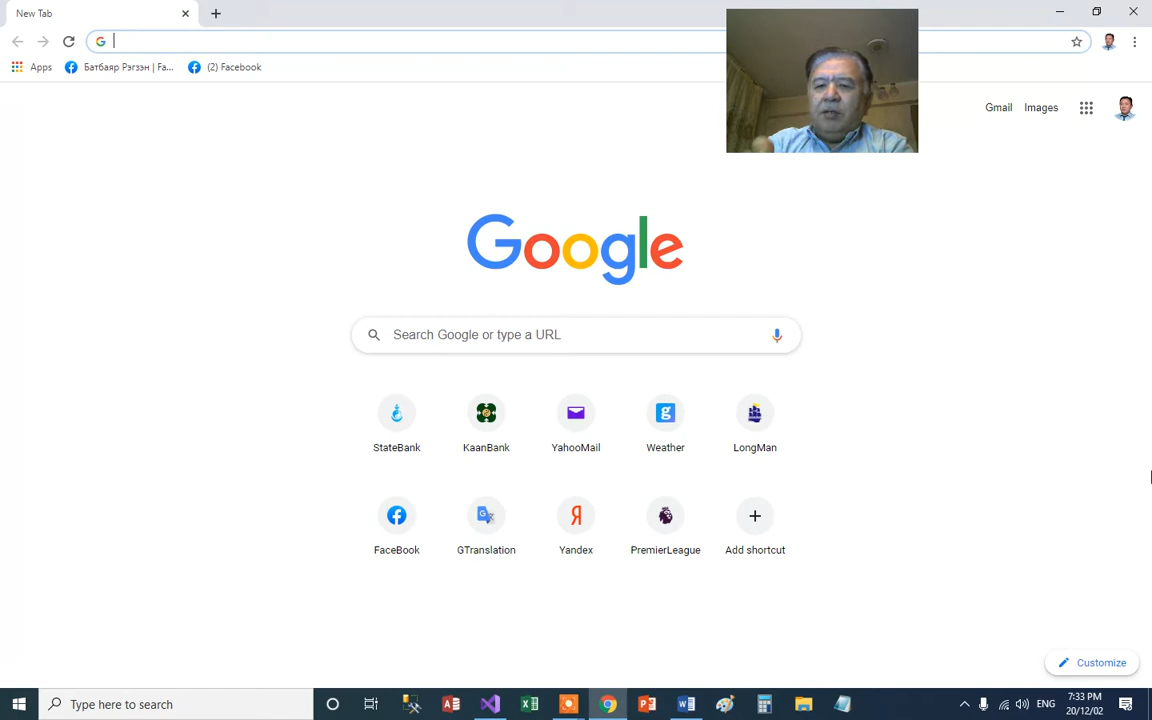 New Tab
Apps
Батбаяр Рэгзэн | Fa...
(2) Facebook
Gmail
Images
Google
Search Google or type a URL
StateBank
KaanBank
YahooMail
Weather
LongMan
FaceBook
GTranslation
Yandex
PremierLeague
Add shortcut
Customize
Type here to search
ENG
7:33 PM
20/12/02